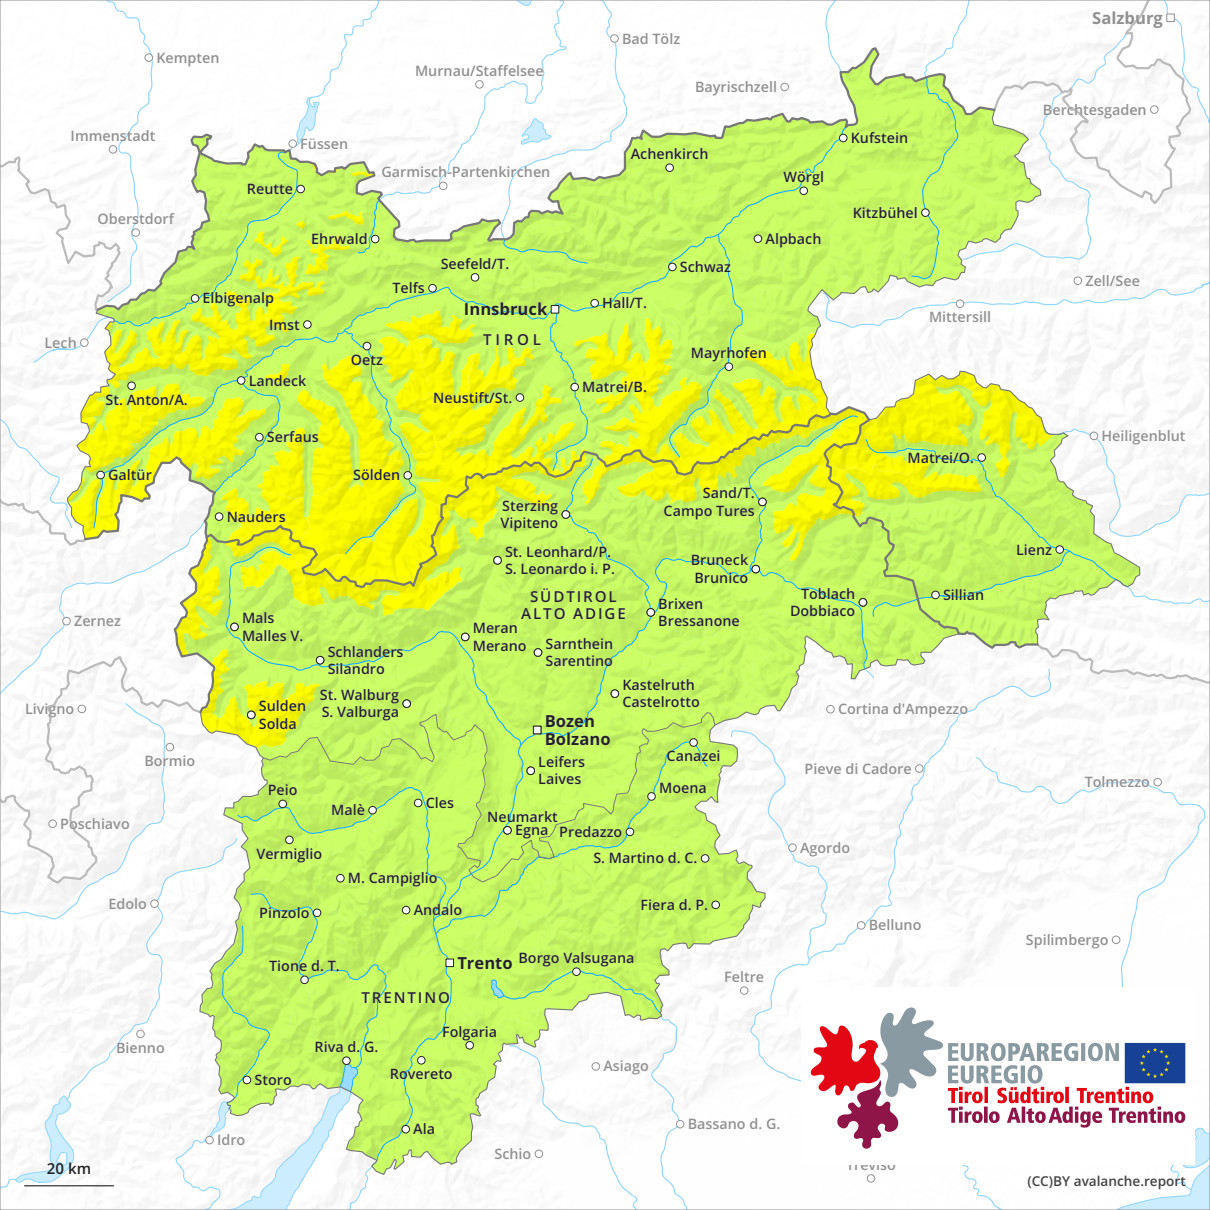 Salzburg
Bad Tölz
Kempten
Murnau/Staffelsee
Bayrischzell
Berchtesgaden
Immenstadt
Füssen
Kufstein
Achenkirch
Garmisch-Partenkirchen
Wörgl
Reutte
Oberstdorf
Kitzbühel
Ehrwald
Alpbach
Seefeld/T.
Schwaz
Zell/See
Telfs
Elbigenalp
Hall/T.
Innsbruck
Mittersill
Imst
TIROL
Lech
Oetz
Mayrhofen
Landeck
Matrei/B.
St. Anton/A.
Neustift/St.
Serfaus
Heiligenblut
Matrei/O.
Galtür
Sölden
Sand/T.
Campo Tures
Sterzing
Vipiteno
Nauders
St. Leonhard/P.
S. Leonardo i. P.
Lienz
Bruneck
Brunico
SÜDTIROL
ALTO ADIGE
Toblach
Dobbiaco
Sillian
Brixen
Bressanone
Zernez
Mals
Malles V.
Meran
Merano
Sarnthein
Sarentino
Schlanders
Silandro
Kastelruth
Castelrotto
St. Walburg
S. Valburga
Livigno
Sulden
Solda
Cortina d'Ampezzo
Bozen
Bolzano
Canazei
Bormio
Leifers
Laives
Pieve di Cadore
Tolmezzo
Peio
Moena
Malè
Cles
Neumarkt
Egna
Predazzo
Poschiavo
Vermiglio
Agordo
S. Martino d. C.
M. Campiglio
Edolo
Pinzolo
Andalo
Fiera d. P.
Belluno
Spilimbergo
Tione d. T.
Trento
Borgo Valsugana
Feltre
TRENTINO
Folgaria
Bienno
Riva d. G.
Rovereto
Asiago
Storo
EUROPAREGION
EUREGIO
Tirol Südtirol Trentino
Tirolo Alto Adige Trentino
Ala
Bassano d. G.
Idro
Schio
Treviso
20 km
(CC)BY avalanche.report